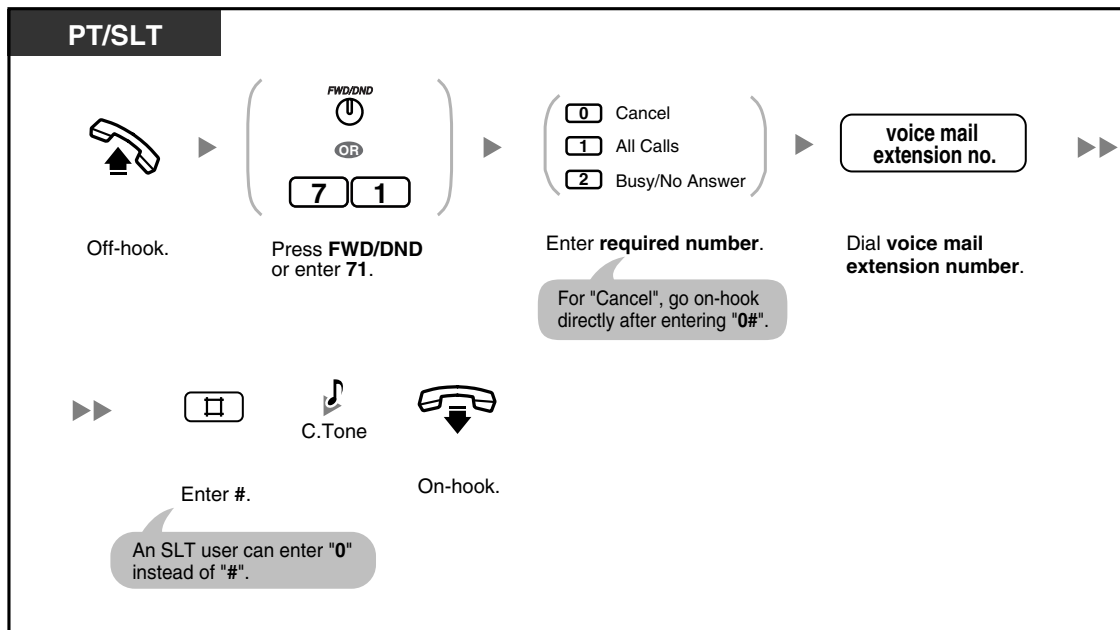 PT/SLT
FWD/DND
OR
7 1
0 Cancel
1 All Calls
2 Busy/No Answer
voice mail
extension no.
Off-hook.
Press FWD/DND
or enter 71.
Enter required number.
For "Cancel", go on-hook
directly after entering "0#".
Dial voice mail
extension number.
#
C.Tone
Enter #.
On-hook.
An SLT user can enter "0"
instead of "#".